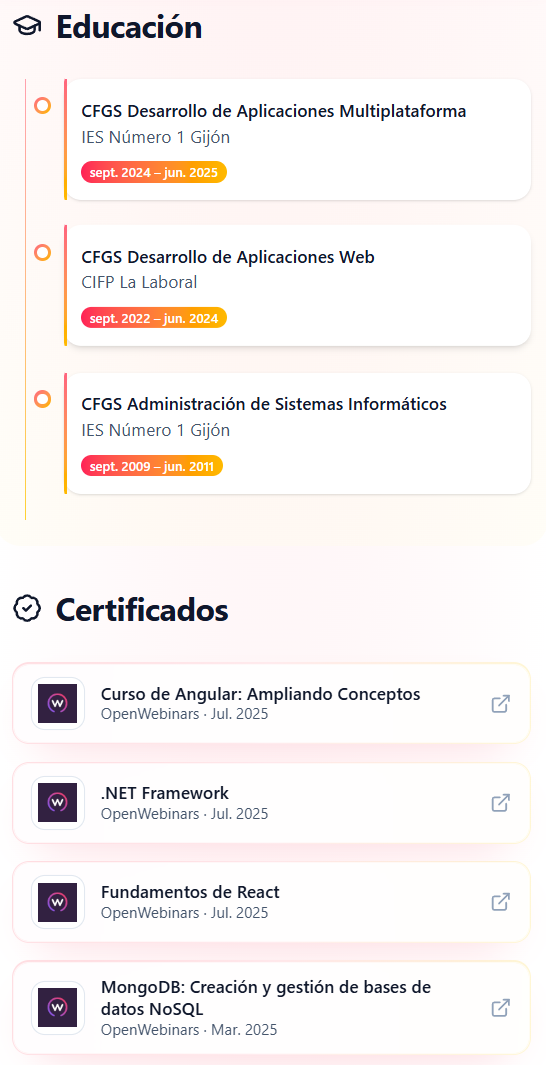 Educación
CFGS Desarrollo de Aplicaciones Multiplataforma
IES Número 1 Gijón
sept. 2024 – jun. 2025
CFGS Desarrollo de Aplicaciones Web
CIFP La Laboral
sept. 2022 – jun. 2024
CFGS Administración de Sistemas Informáticos
IES Número 1 Gijón
sept. 2009 – jun. 2011
Certificados
W
Curso de Angular: Ampliando Conceptos
OpenWebinars · Jul. 2025
W
.NET Framework
OpenWebinars · Jul. 2025
W
Fundamentos de React
OpenWebinars · Jul. 2025
W
MongoDB: Creación y gestión de bases de
datos NoSQL
OpenWebinars · Mar. 2025